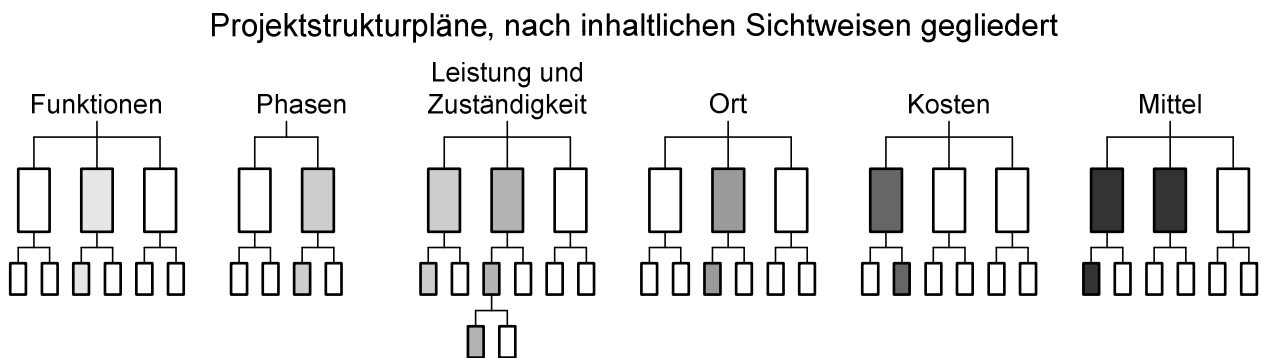 Projektstrukturpläne, nach inhaltlichen Sichtweisen gegliedert
Funktionen
Phasen
Leistung und
Zuständigkeit
Ort
Kosten
Mittel